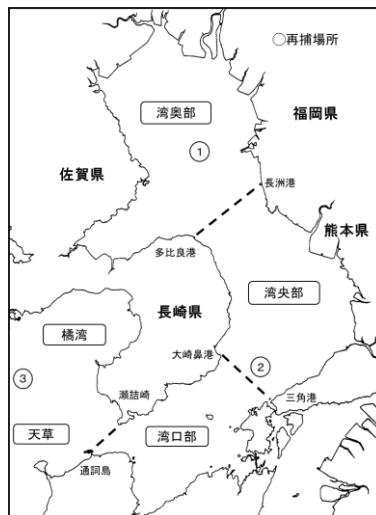 ○再捕場所
湾奥部
福岡県
①
佐賀県
長洲港
熊本県
多比良港
湾央部
長崎県
橘湾
大崎鼻港
②
③
瀬詰崎
三角港
天草
湾口部
通詞島